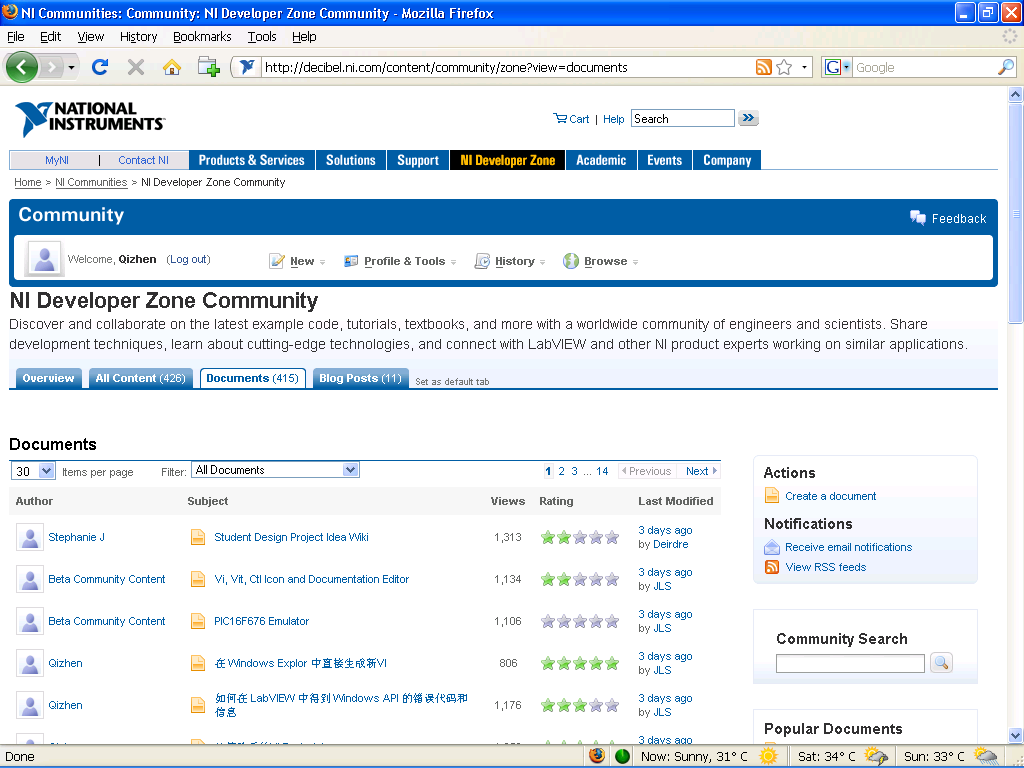 NI Communities: Community: NI Developer Zone Community - Mozilla Firefox
File Edit View History Bookmarks Tools Help
http://decibel.ni.com/content/community/zone?view=documents
G Google
NATIONAL INSTRUMENTS
Cart | Help Search
MyNI | Contact NI Products & Services Solutions Support NI Developer Zone Academic Events Company
Home > NI Communities > NI Developer Zone Community
Community
Feedback
Welcome, Qizhen (Log out) New Profile & Tools History Browse
NI Developer Zone Community
Discover and collaborate on the latest example code, tutorials, textbooks, and more with a worldwide community of engineers and scientists. Share
development techniques, learn about cutting-edge technologies, and connect with LabVIEW and other NI product experts working on similar applications.
Overview All Content (426) Documents (415) Blog Posts (11) Set as default tab
Documents
30 Items per page Filter: All Documents 1 2 3 ... 14 Previous Next
Author Subject Views Rating Last Modified
Stephanie J Student Design Project Idea Wiki 1,313 3 days ago
by Deirdre
Beta Community Content Vi, Vit, Ctl Icon and Documentation Editor 1,134 3 days ago
by JLS
Beta Community Content PIC16F676 Emulator 1,106 3 days ago
by JLS
Qizhen 在 Windows Explor 中直接生成新VI 806 3 days ago
by JLS
Qizhen 如何在 LabVIEW 中得到 Windows API 的错误代码和
信息 1,176 3 days ago
by JLS
3 days ago
Actions
Create a document
Notifications
Receive email notifications
View RSS feeds
Community Search
Popular Documents
Done Now: Sunny, 31° C Sat: 34° C Sun: 33° C